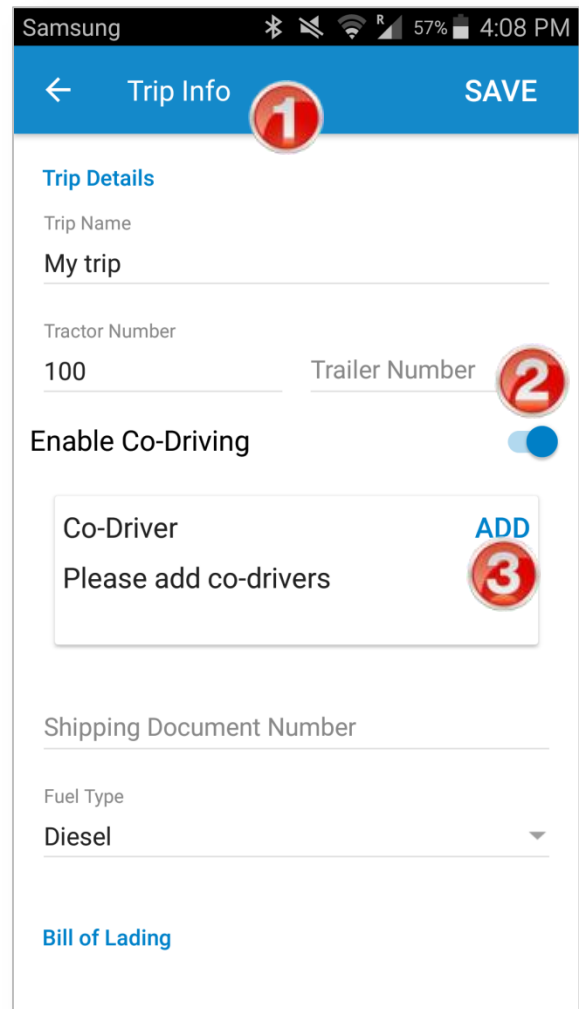 Samsung R 57% 4:08 PM
Trip Info 1 SAVE
Trip Details
Trip Name
My trip
Tractor Number
100 Trailer Number 2
Enable Co-Driving
Co-Driver ADD
Please add co-drivers 3
Shipping Document Number
Fuel Type
Diesel
Bill of Lading